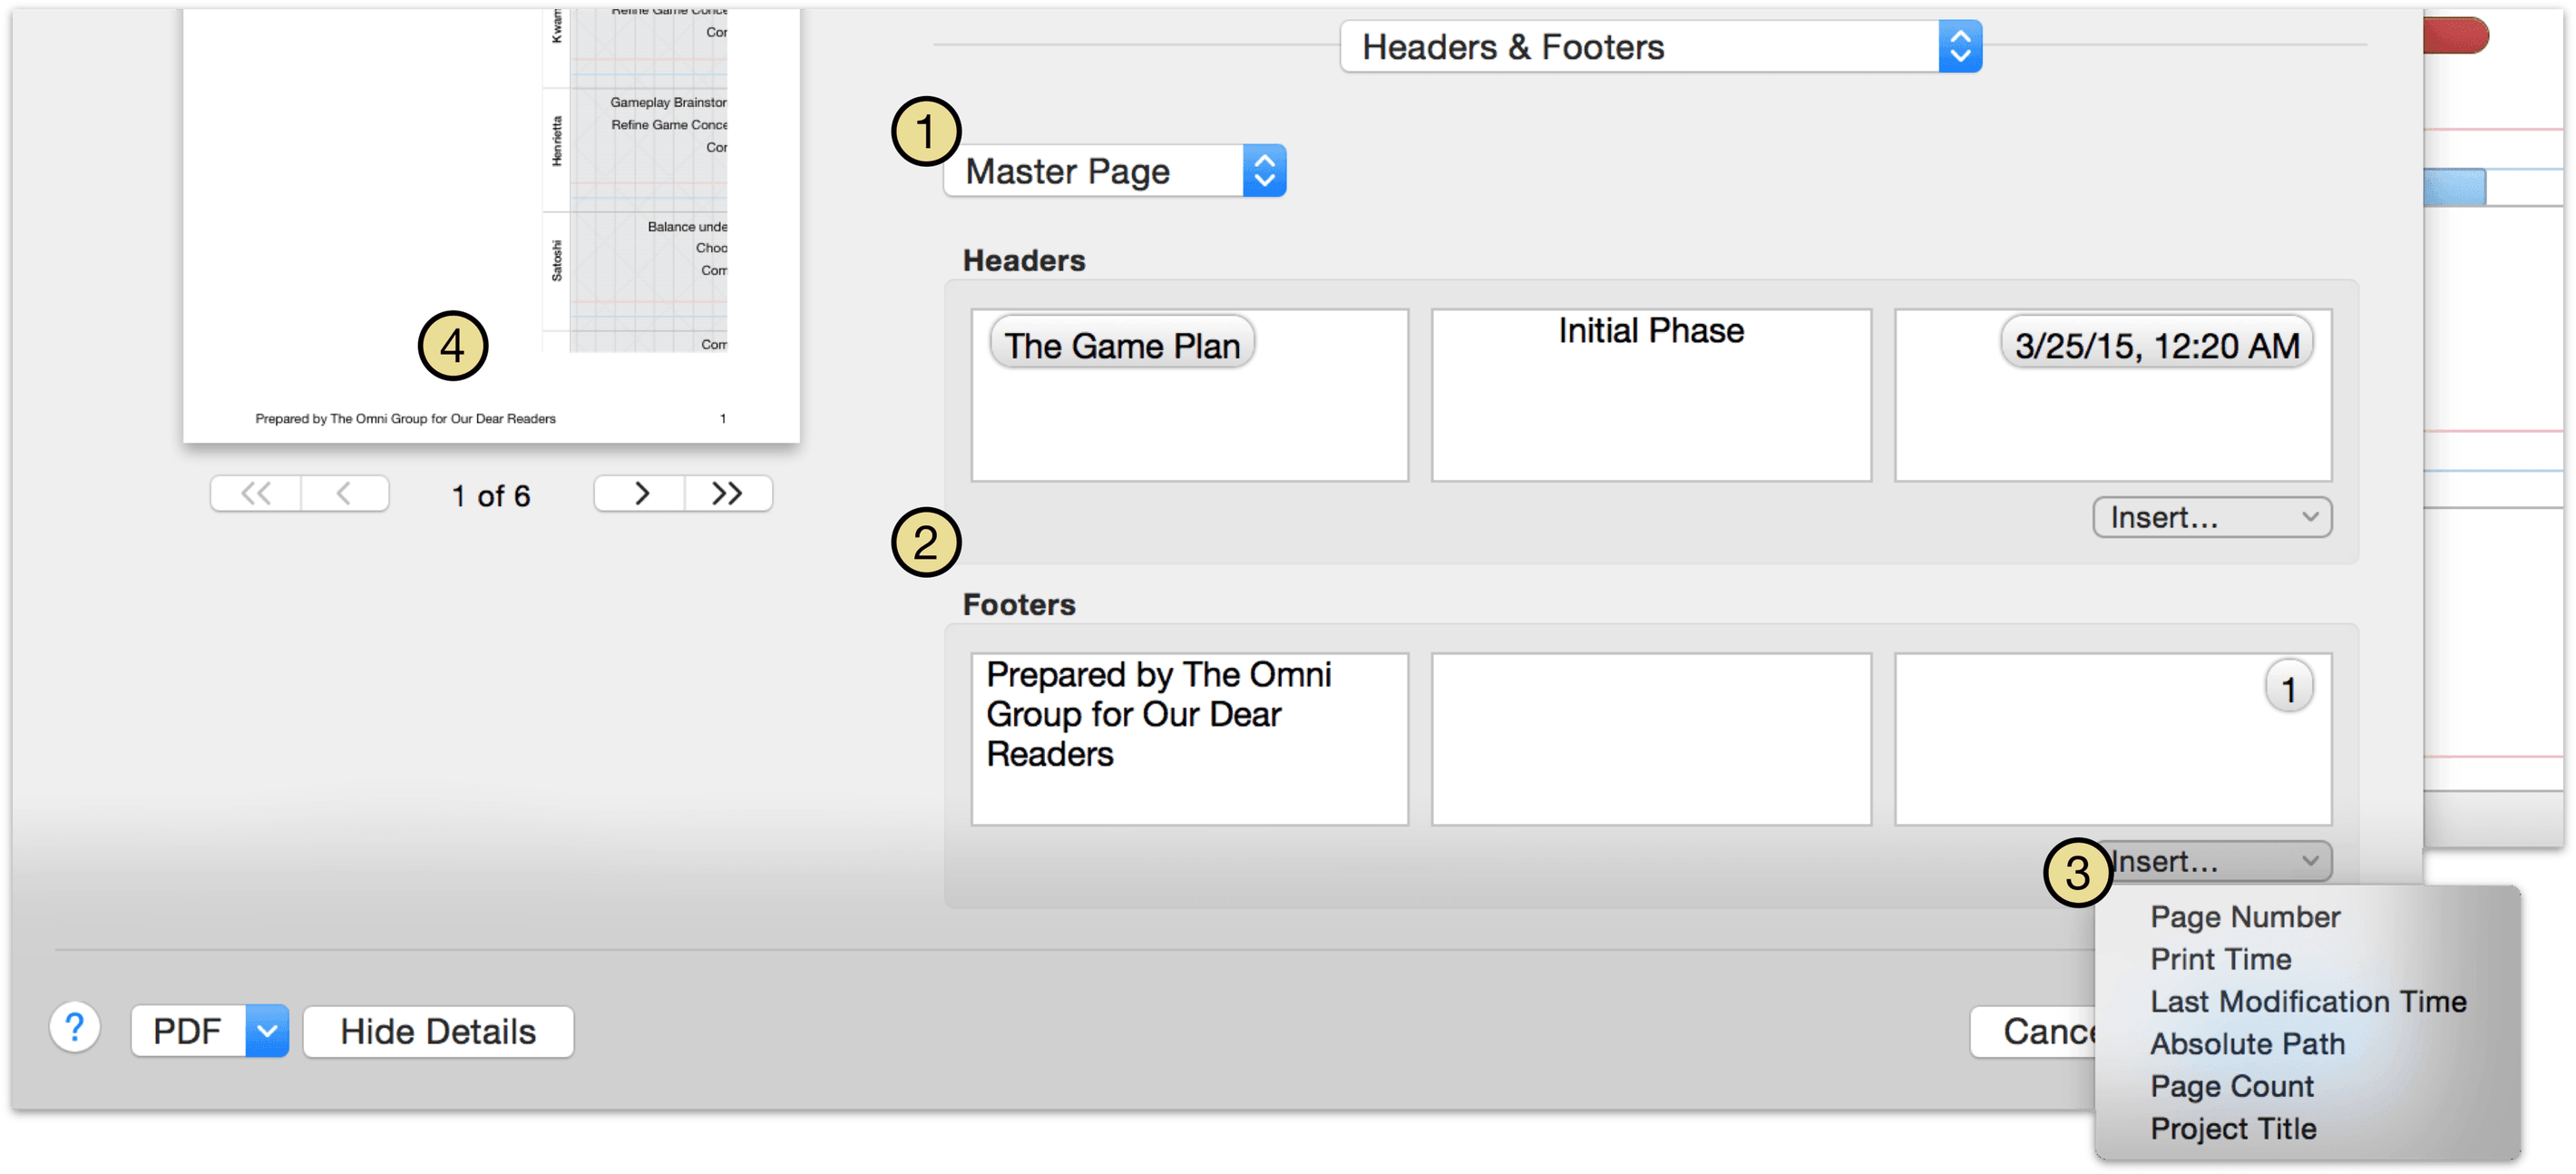 Kwam
Refine Game Conce
Cor
Henrietta
Gameplay Brainstor
Refine Game Conce
Cor
Satoshi
Balance unde
Choo
Com
Com
4
Prepared by The Omni Group for Our Dear Readers 1
<< < 1 of 6 > >>
Headers & Footers
1
Master Page
Headers
The Game Plan
Initial Phase
3/25/15, 12:20 AM
Insert...
2
Footers
Prepared by The Omni
Group for Our Dear
Readers
1
3
Insert...
Page Number
Print Time
Last Modification Time
Absolute Path
Page Count
Project Title
? PDF Hide Details
Cance